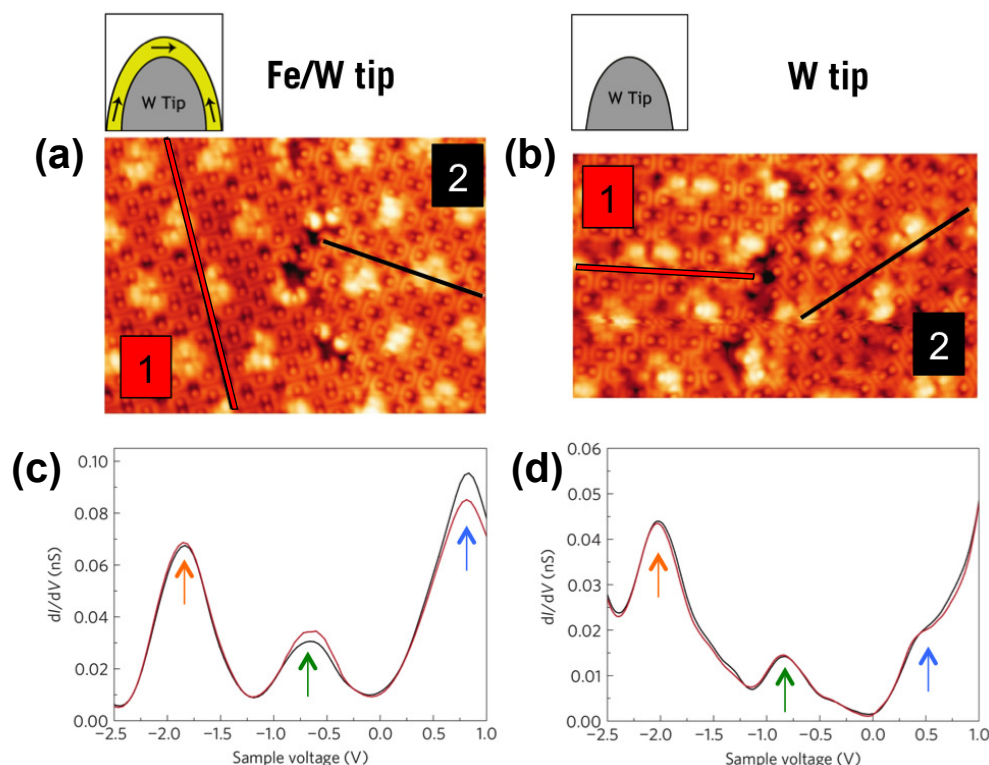 W Tip
Fe/W tip
W Tip
W tip
(a)
2
1
(b)
1
2
(c)
0.10
0.08
0.06
0.04
0.02
0.00
dI/dV (nS)
−2.5 −2.0 −1.5 −1.0 −0.5 0.0 0.5 1.0
Sample voltage (V)
(d)
0.06
0.05
0.04
0.03
0.02
0.01
0.00
dI/dV (nS)
−2.5 −2.0 −1.5 −1.0 −0.5 0.0 0.5 1.0
Sample voltage (V)